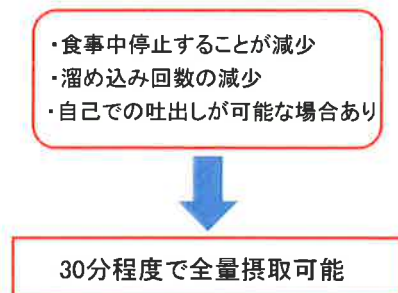 ・食事中停止することが減少
・溜め込み回数の減少
・自己での吐出しが可能な場合あり
30分程度で全量摂取可能